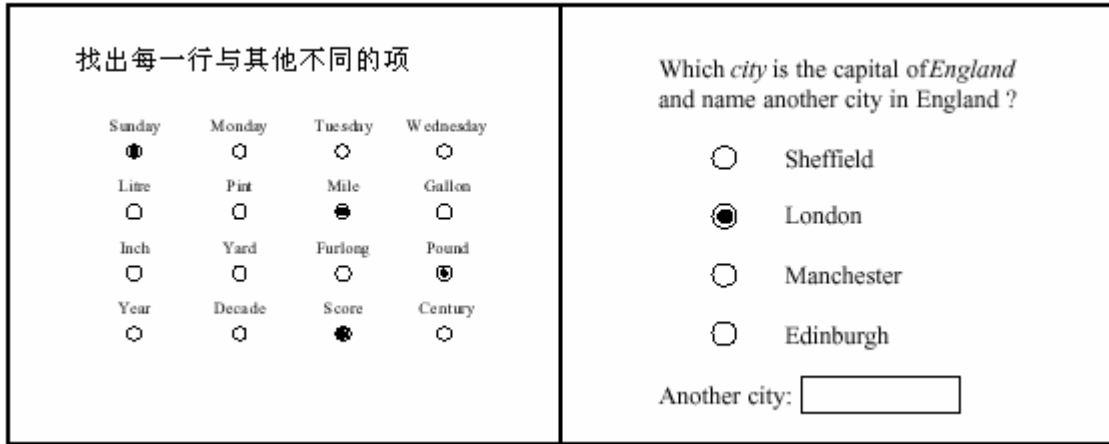 找出每一行与其他不同的项
Sunday Monday Tuesday Wednesday
Litre Pint Mile Gallon
Inch Yard Furlong Pound
Year Decade Score Century
Which city is the capital of England
and name another city in England ?
Sheffield
London
Manchester
Edinburgh
Another city: